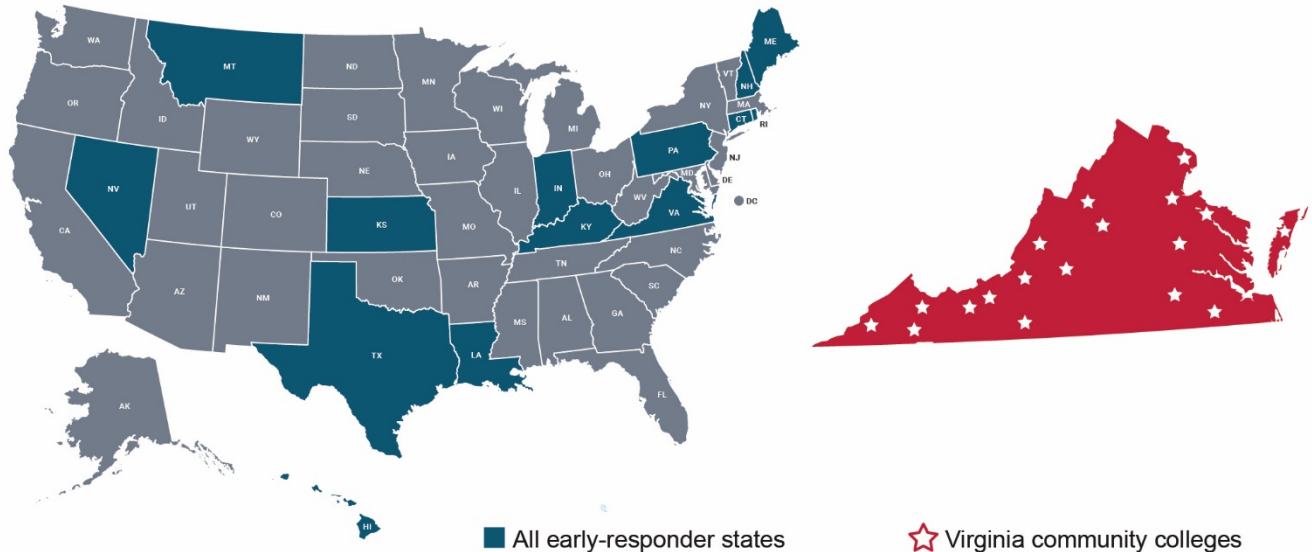 WA
MT
ND
MN
ME
VT
NH
OR
ID
WY
SD
WI
MI
NY
MA
CT
RI
NV
NE
IA
PA
NJ
CA
UT
CO
KS
MO
IL
IN
OH
MD
DE
WV
DC
KY
VA
AZ
NM
OK
AR
TN
NC
SC
TX
LA
MS
AL
GA
FL
AK
HI
All early-responder states
Virginia community colleges